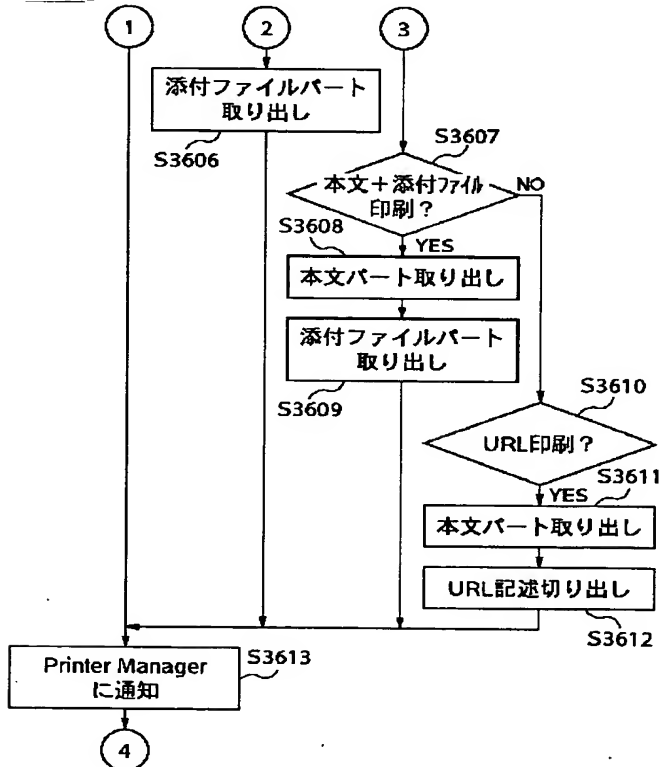 1
2
3
添付ファイルパート
取り出し
S3606
S3607
本文+添付ファイル
印刷?
NO
S3608
YES
本文パート取り出し
添付ファイルパート
取り出し
S3609
S3610
URL印刷?
S3611
YES
本文パート取り出し
URL記述切り出し
S3612
Printer Manager
に通知
S3613
4